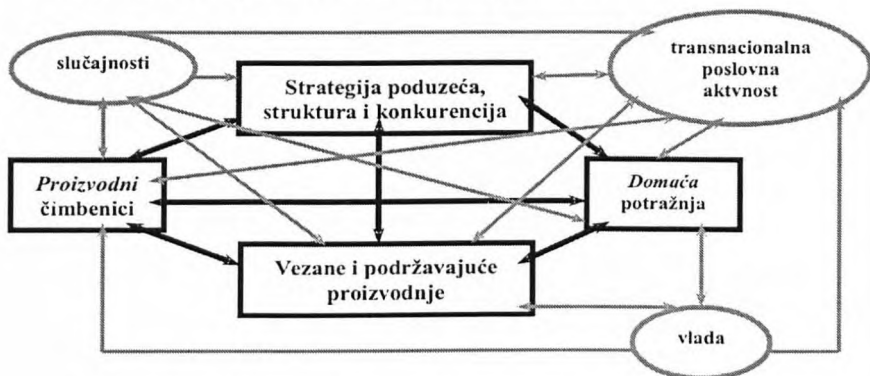 slučajnosti
transnacionalna
poslovna
aktvnost
Strategija poduzeća,
struktura i konkurencija
Proizvodni
čimbenici
Domaća
potražnja
Vezane i podržavajuće
proizvodnje
vlada